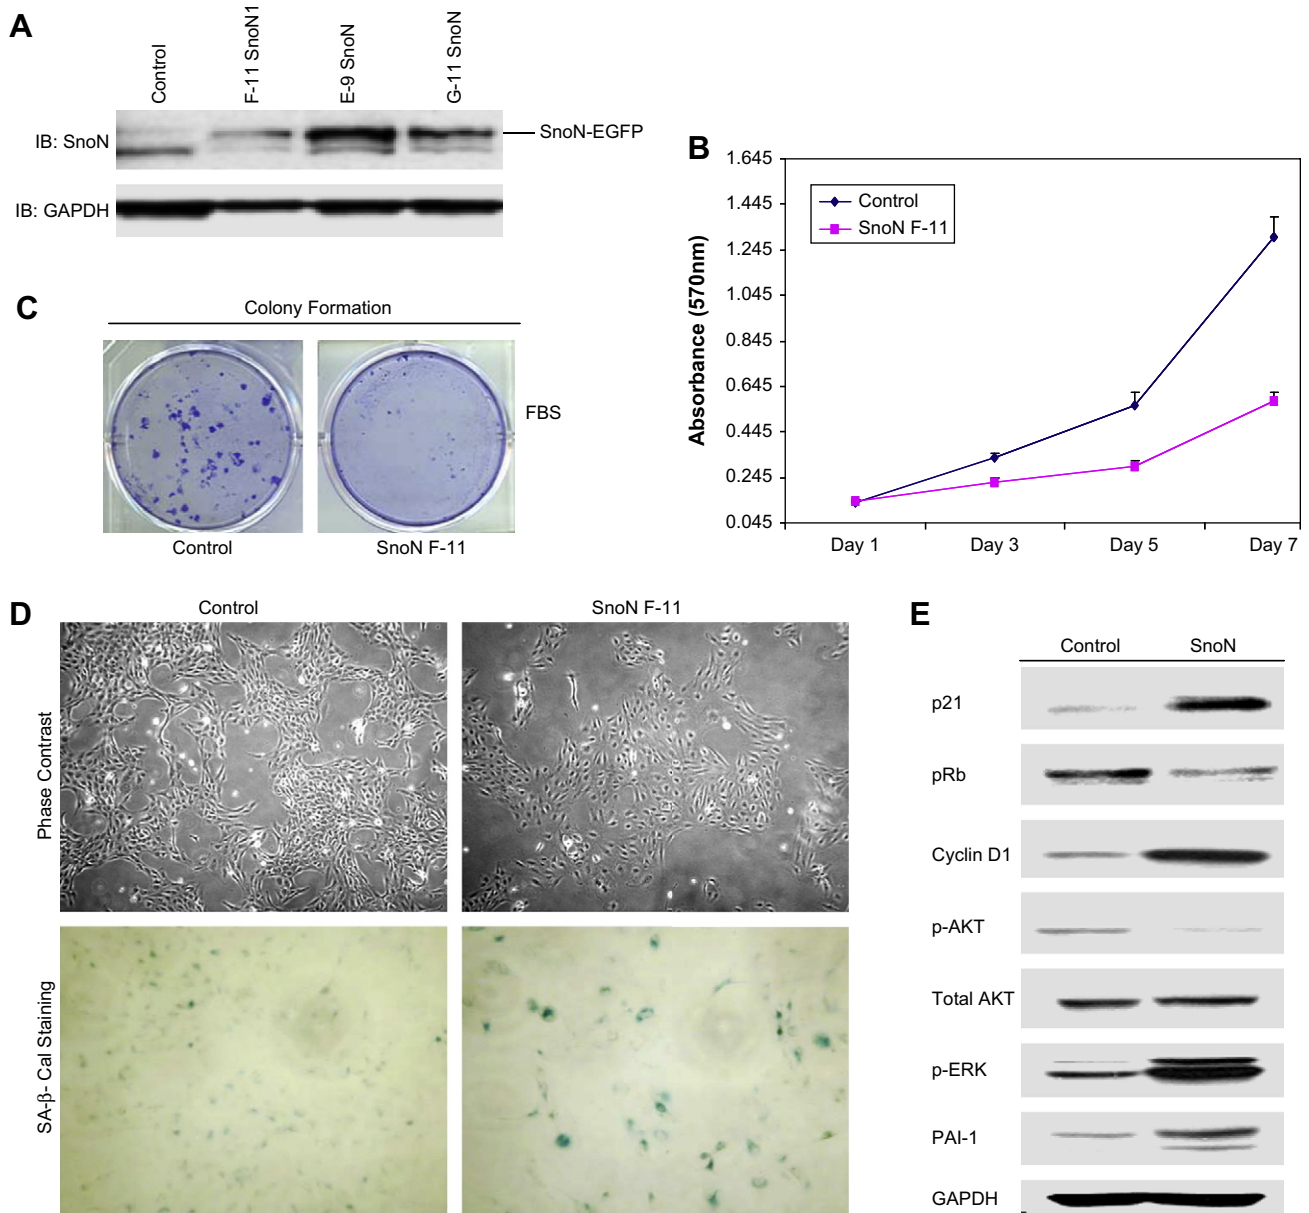 A
Control
F-11 SnoN1
E-9 SnoN
G-11 SnoN
IB: SnoN
SnoN-EGFP
IB: GAPDH
B
1.645
1.445
1.245
1.045
0.845
0.645
0.445
0.245
0.045
Absorbance (570nm)
Control
SnoN F-11
Day 1
Day 3
Day 5
Day 7
C
Colony Formation
FBS
Control
SnoN F-11
D
Control
SnoN F-11
Phase Contrast
SA-β- Cal Staining
E
Control
SnoN
p21
pRb
Cyclin D1
p-AKT
Total AKT
p-ERK
PAI-1
GAPDH